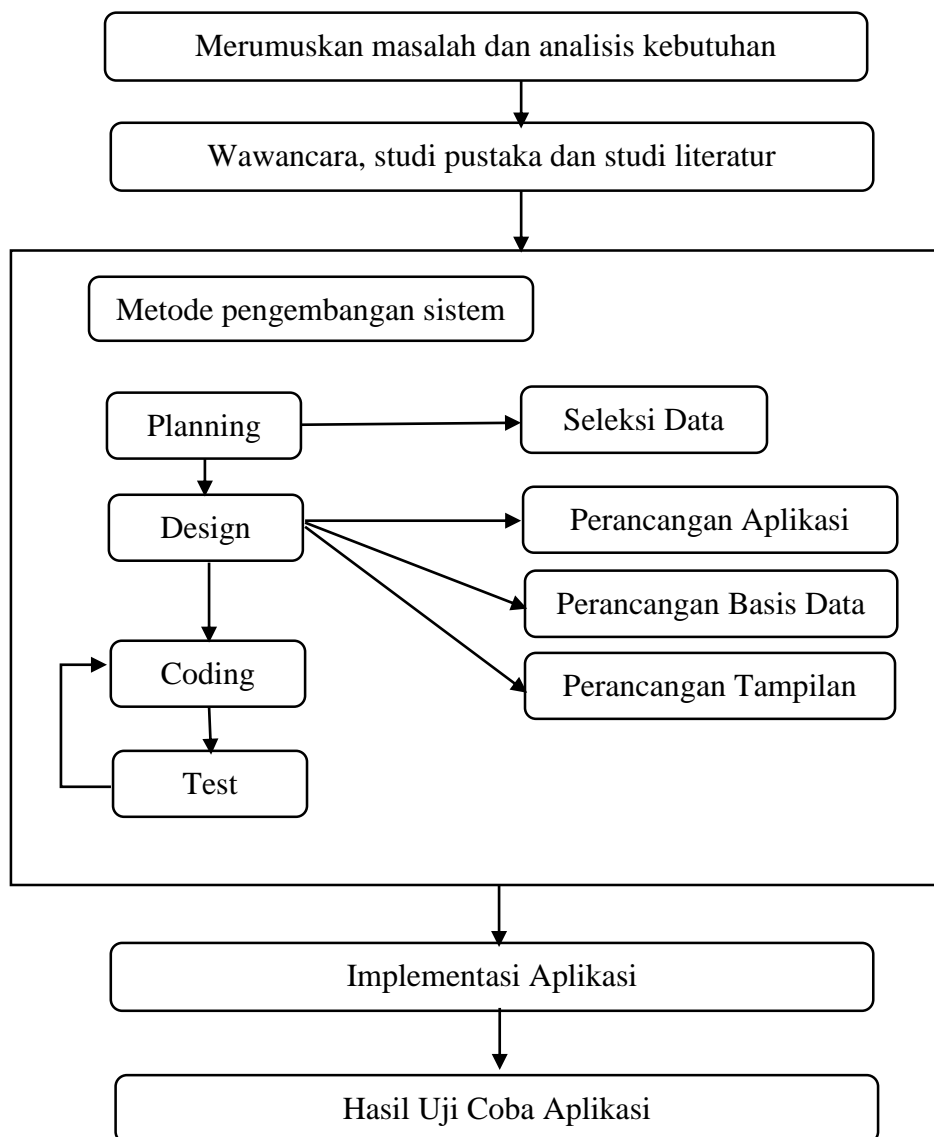 Merumuskan masalah dan analisis kebutuhan
Wawancara, studi pustaka dan studi literatur
Metode pengembangan sistem
Planning
Seleksi Data
Design
Perancangan Aplikasi
Perancangan Basis Data
Coding
Perancangan Tampilan
Test
Implementasi Aplikasi
Hasil Uji Coba Aplikasi